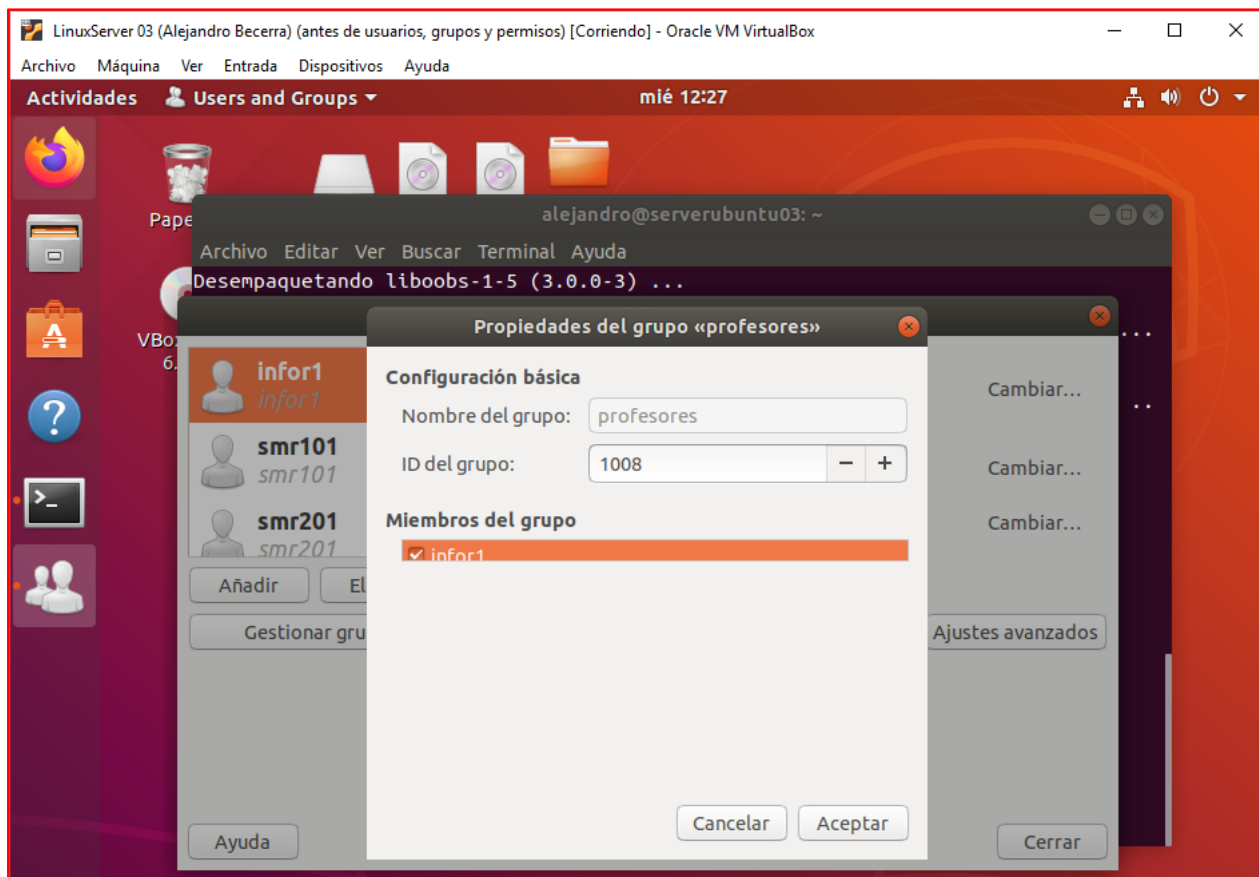 LinuxServer 03 (Alejandro Becerra) (antes de usuarios, grupos y permisos) [Corriendo] - Oracle VM VirtualBox
Archivo Máquina Ver Entrada Dispositivos Ayuda
Actividades Users and Groups mié 12:27
Pape
alejandro@serverubuntu03: ~
Archivo Editar Ver Buscar Terminal Ayuda
Desempaquetando liboobs-1-5 (3.0.0-3) ...
...
Propiedades del grupo «profesores»
VBo
6.
infor1
infor1
Configuración básica
Cambiar...
Nombre del grupo: profesores
..
smr101
smr101
ID del grupo: 1008
Cambiar...
smr201
smr201
Miembros del grupo
Cambiar...
infor1
Añadir
El
Gestionar gru
Ajustes avanzados
Cancelar Aceptar
Ayuda
Cerrar